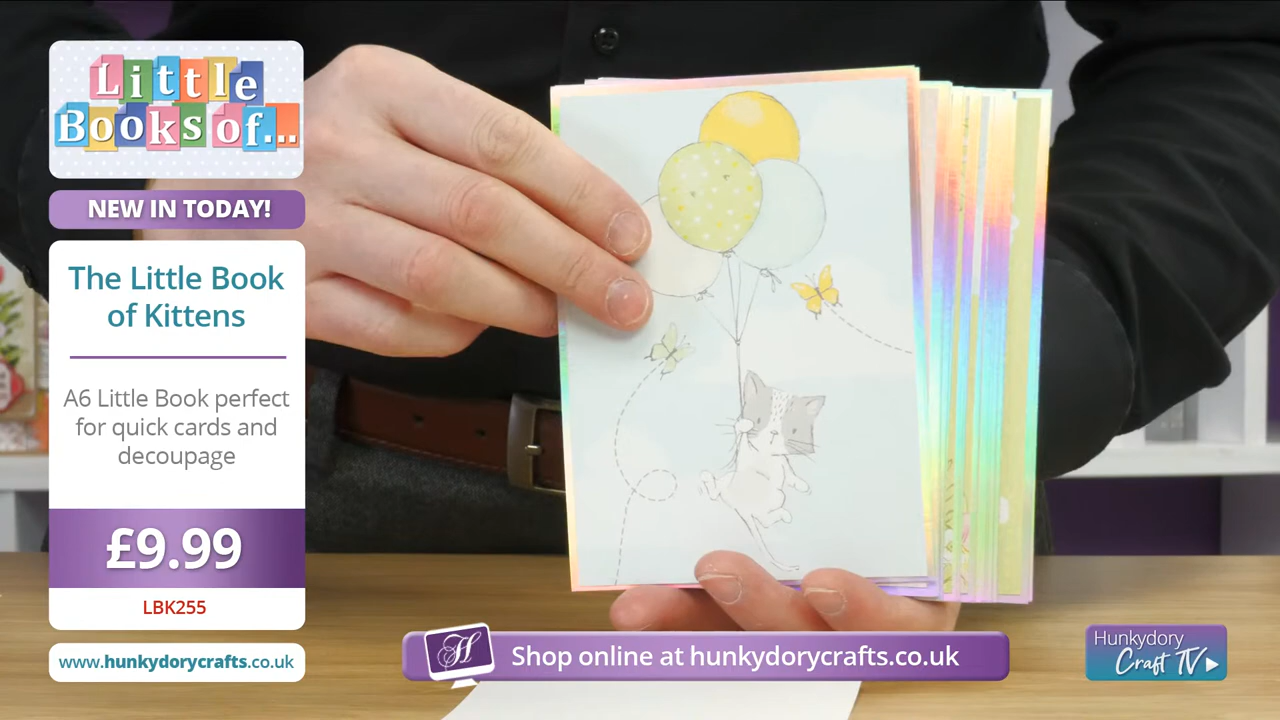 Little
Books of...
NEW IN TODAY!
The Little Book
of Kittens
A6 Little Book perfect
for quick cards and
decoupage
£9.99
LBK255
www.hunkydorycrafts.co.uk
H
Shop online at hunkydorycrafts.co.uk
Hunkydory
Craft TV